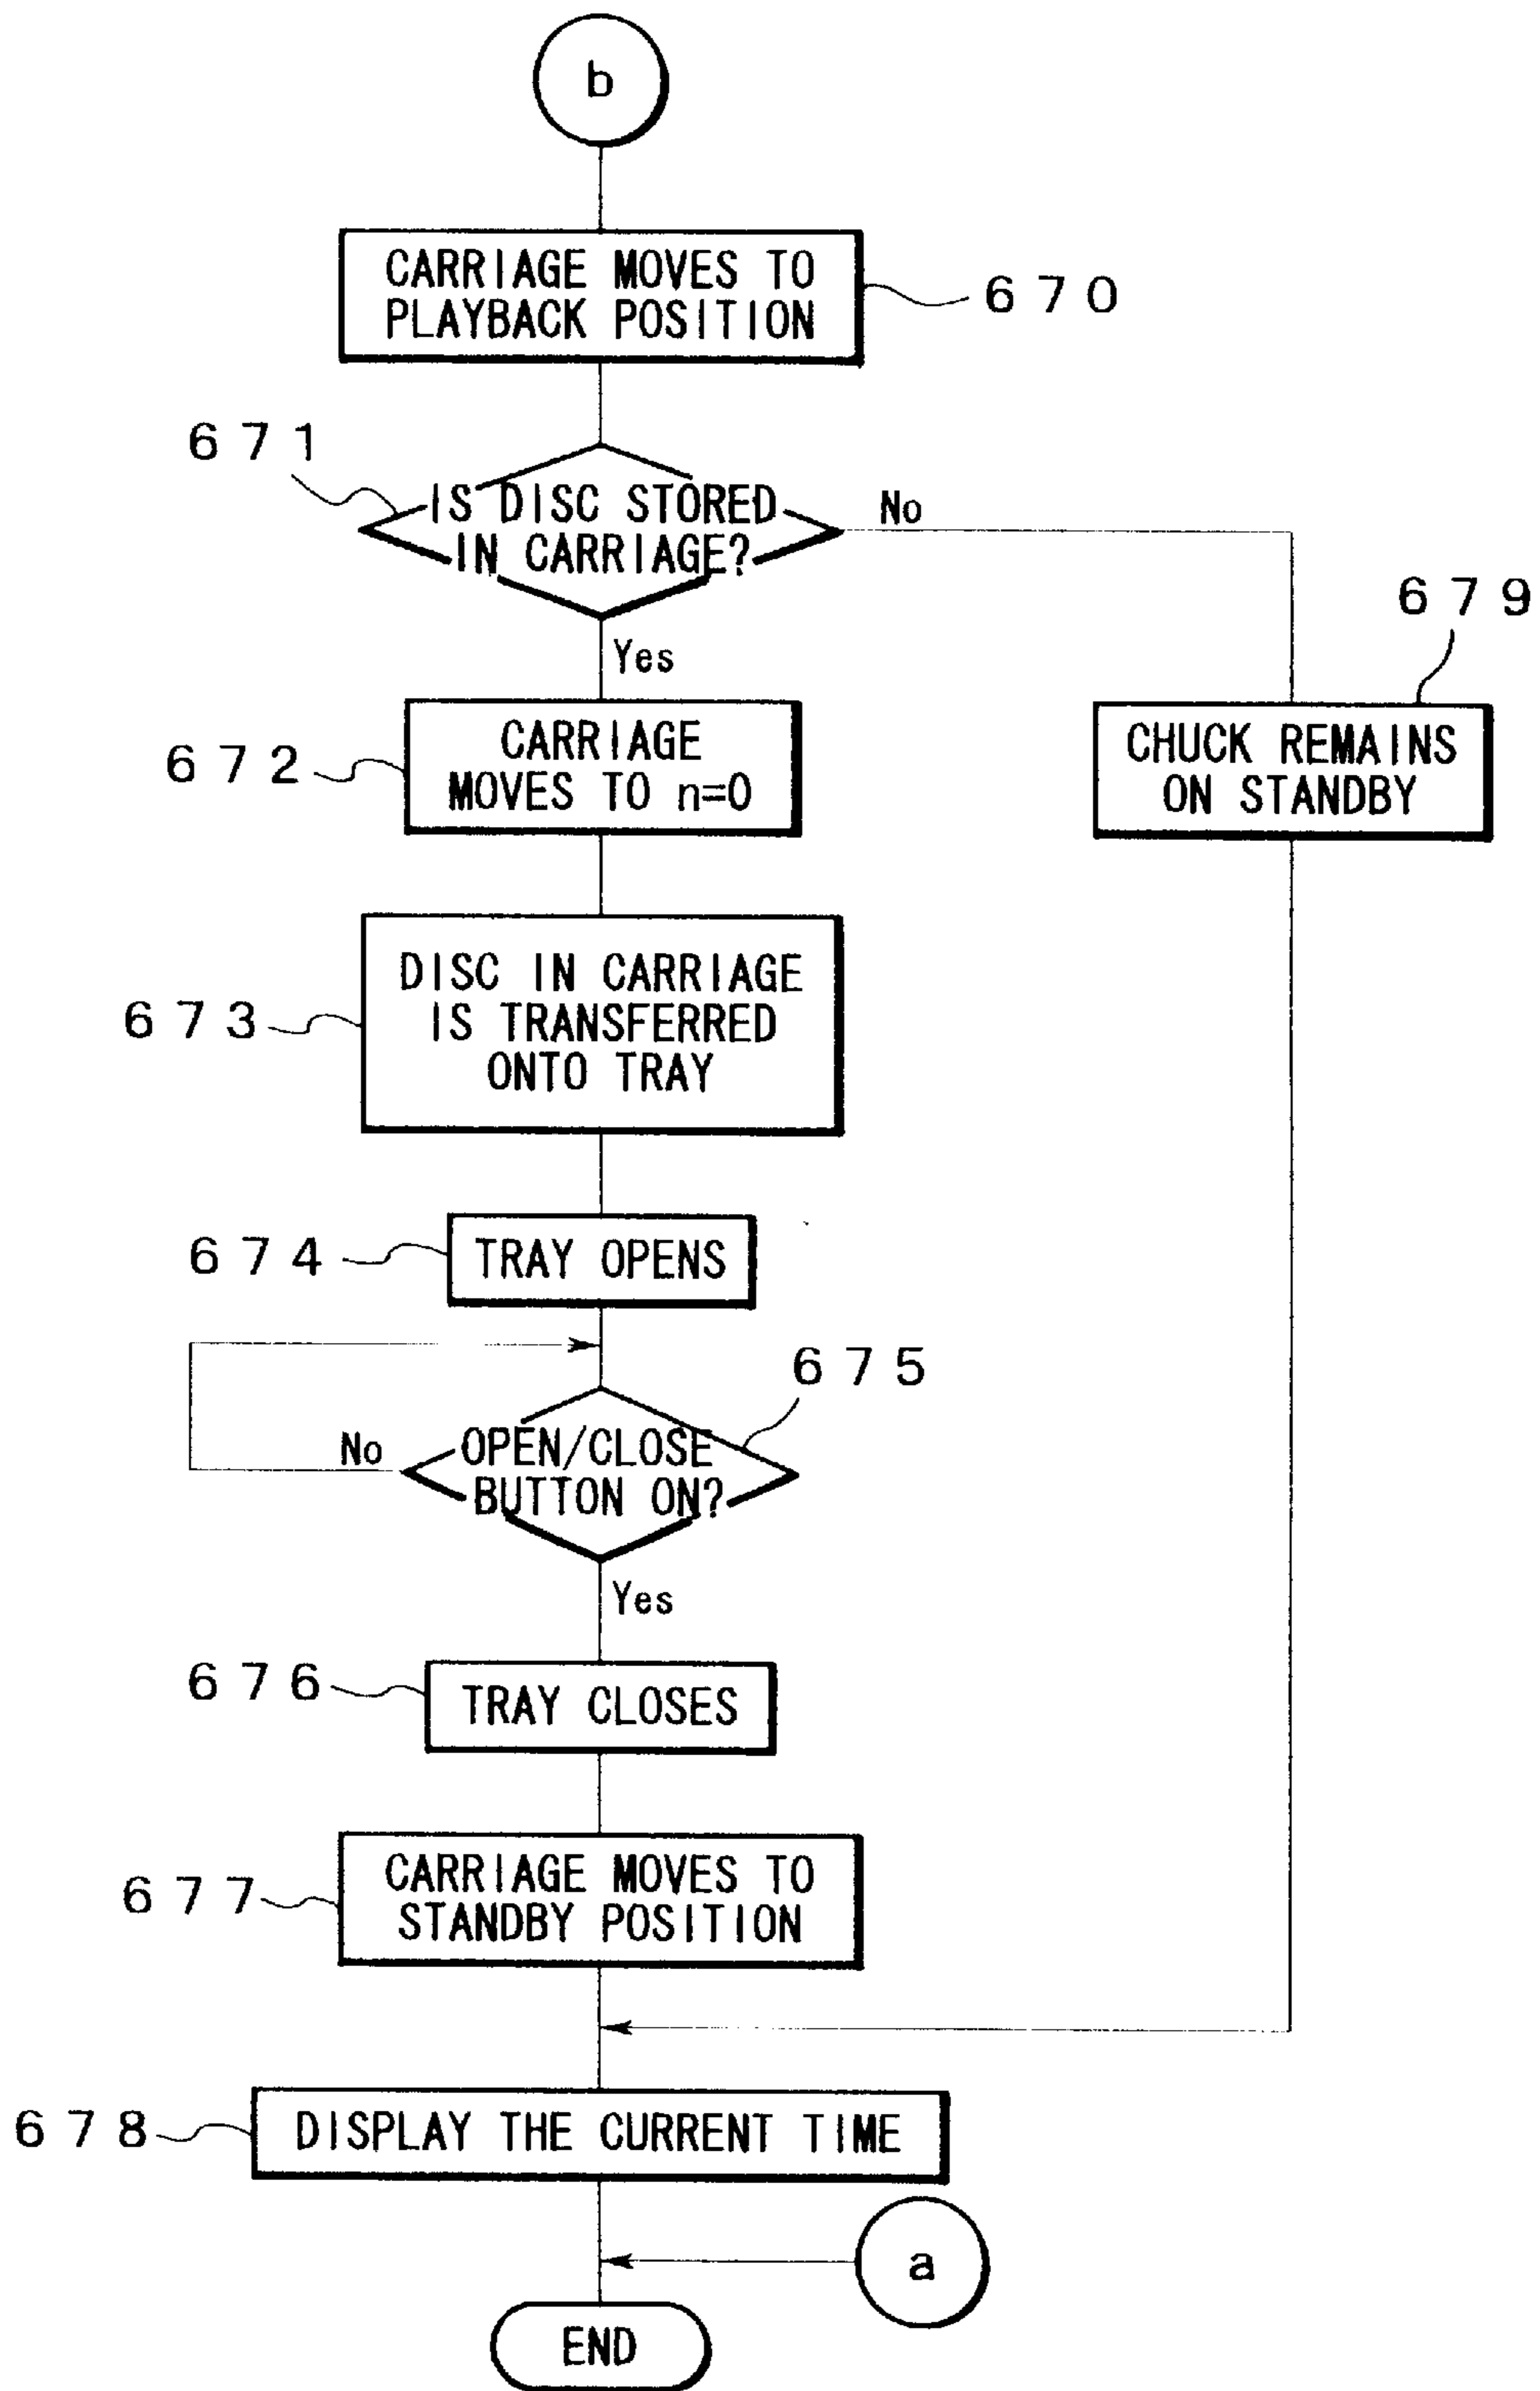 b
CARRIAGE MOVES TO
PLAYBACK POSITION
670
671
IS DISC STORED
IN CARRIAGE?
No
Yes
679
672
CARRIAGE
MOVES TO n=0
CHUCK REMAINS
ON STANDBY
673
DISC IN CARRIAGE
IS TRANSFERRED
ONTO TRAY
674
TRAY OPENS
675
No
OPEN/CLOSE
BUTTON ON?
Yes
676
TRAY CLOSES
677
CARRIAGE MOVES TO
STANDBY POSITION
678
DISPLAY THE CURRENT TIME
a
END